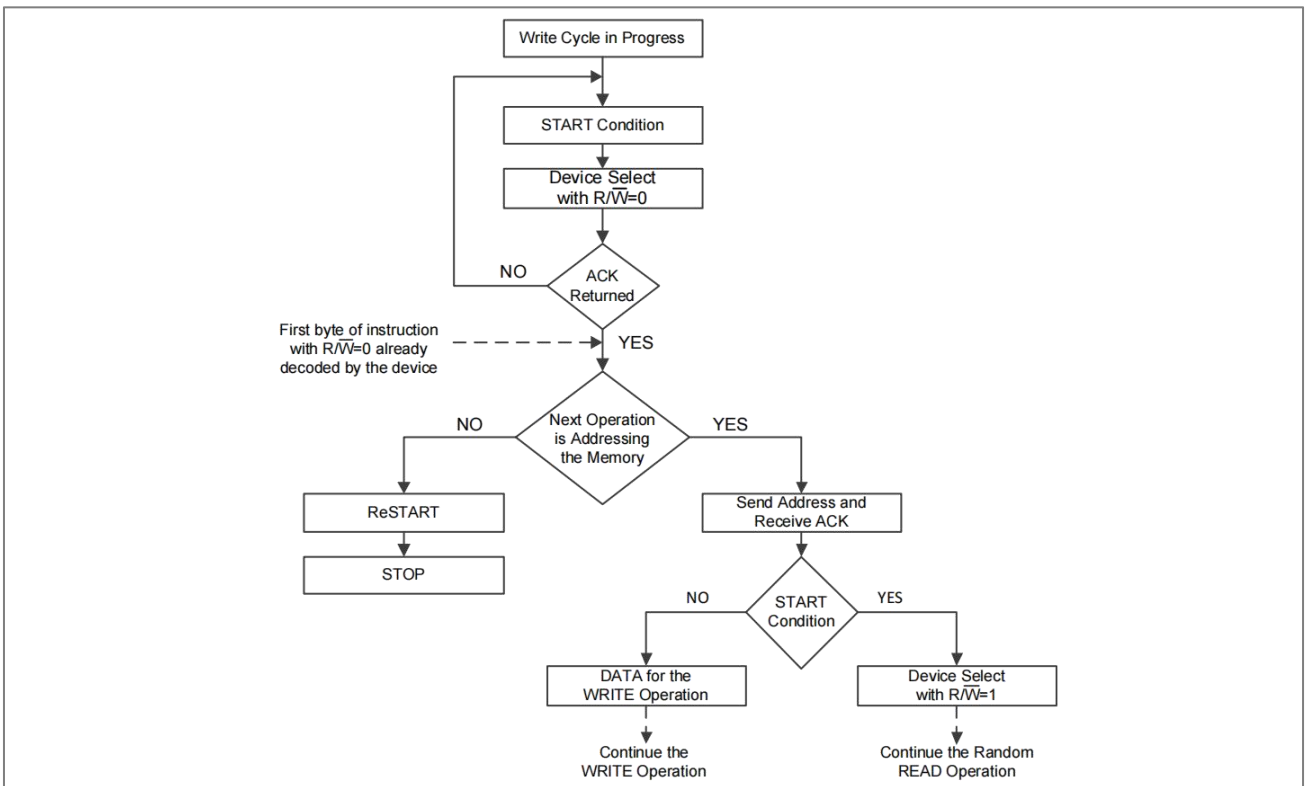 Write Cycle in Progress
START Condition
Device Select
with R/W̅=0
NO
ACK
Returned
First byte of instruction
with R/W̅=0 already
decoded by the device
YES
NO
Next Operation
is Addressing
the Memory
YES
ReSTART
Send Address and
Receive ACK
STOP
NO
START
Condition
YES
DATA for the
WRITE Operation
Device Select
with R/W̅=1
Continue the
WRITE Operation
Continue the Random
READ Operation